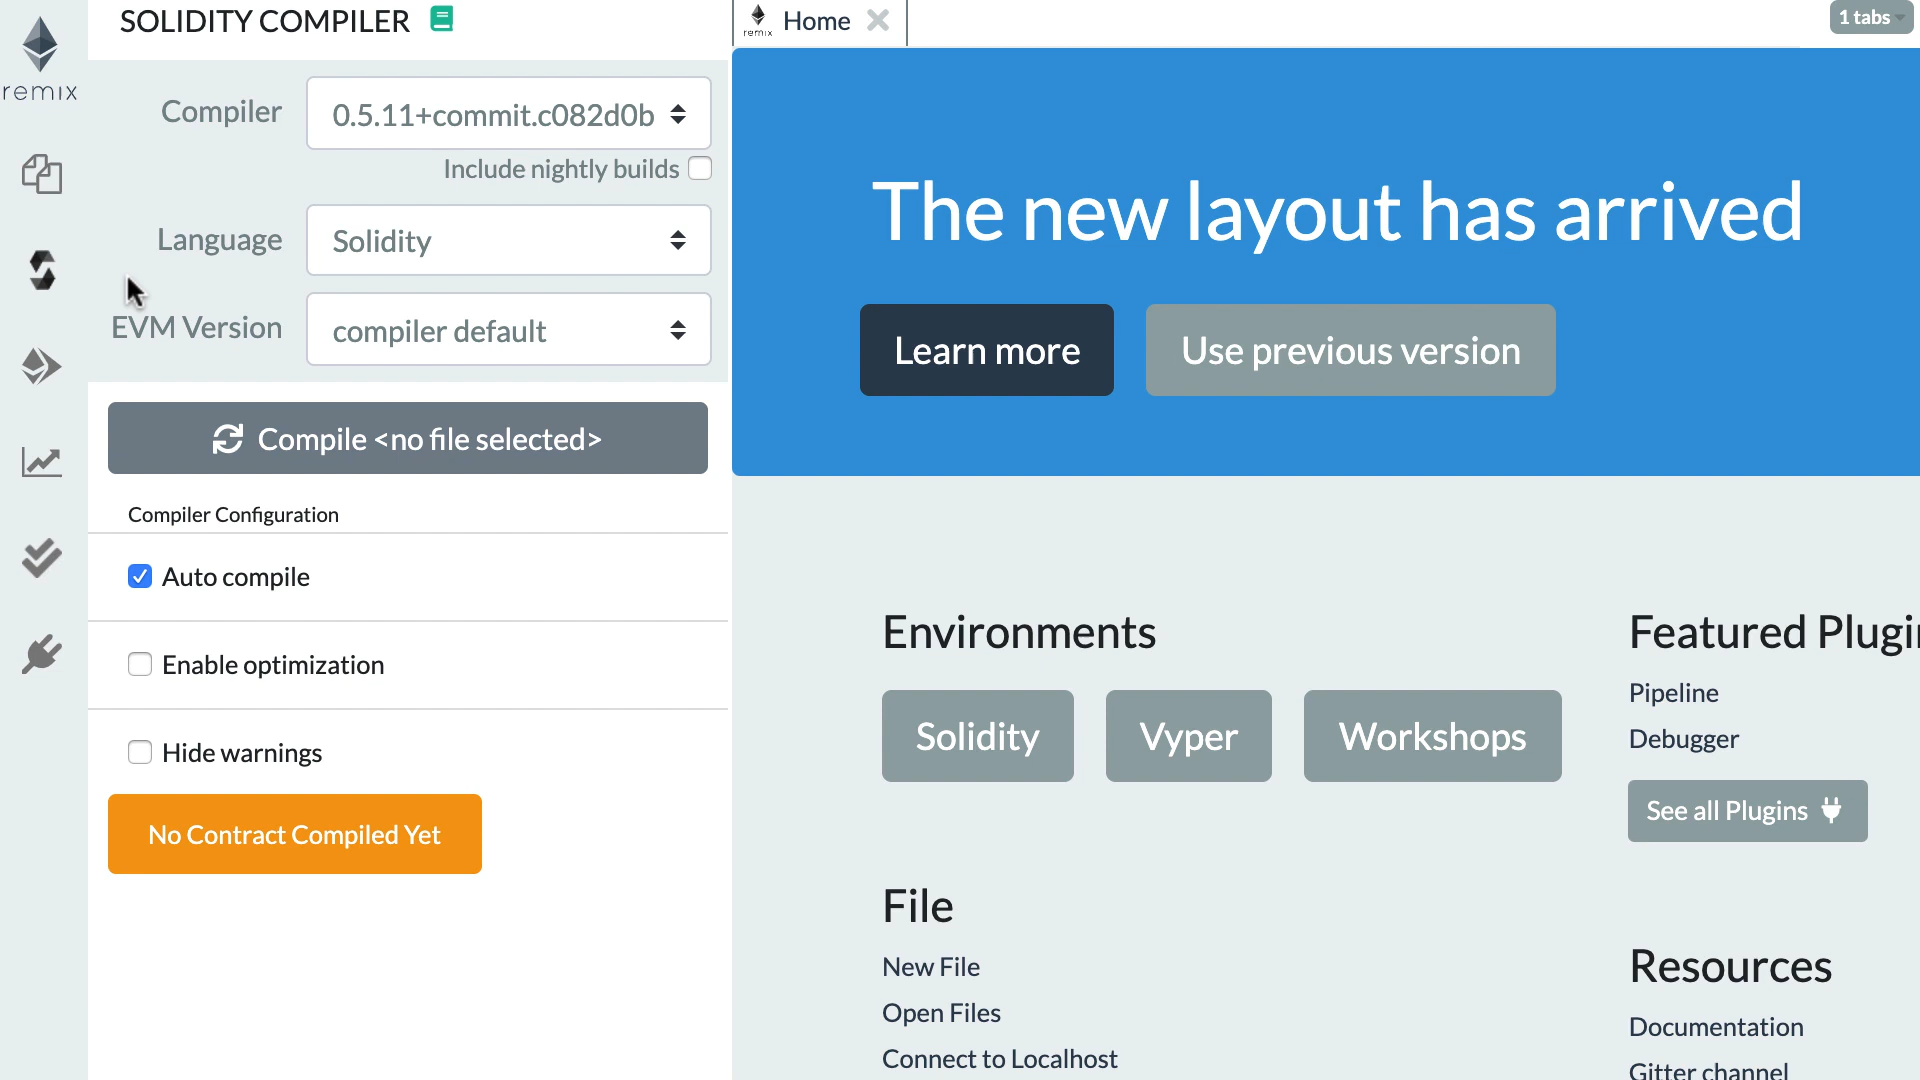 SOLIDITY COMPILER
remix
Compiler
0.5.11+commit.c082d0b
Include nightly builds
Language
Solidity
EVM Version
compiler default
Compile <no file selected>
Compiler Configuration
Auto compile
Enable optimization
Hide warnings
No Contract Compiled Yet
remix
Home
1 tabs
The new layout has arrived
Learn more
Use previous version
Environments
Solidity
Vyper
Workshops
File
New File
Open Files
Connect to Localhost
Featured Plugin
Pipeline
Debugger
See all Plugins
Resources
Documentation
Gitter channel